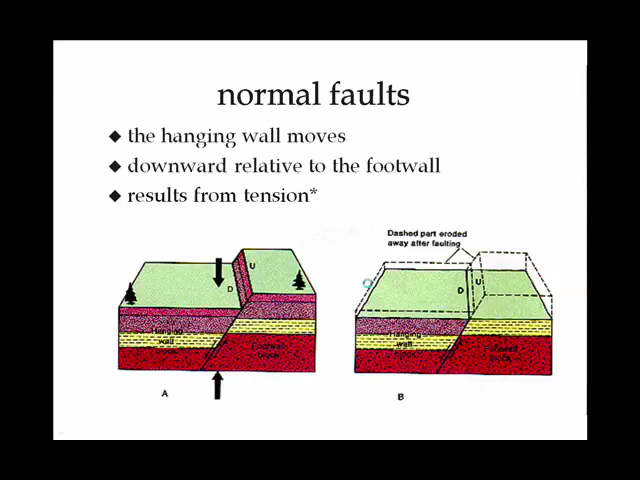 normal faults
◆ the hanging wall moves
◆ downward relative to the footwall
◆ results from tension*
Dashed part eroded
away after faulting
U
D
Hanging
wall
block
Footwall
block
A
U
D
Hanging
wall
block
Footwall
block
B